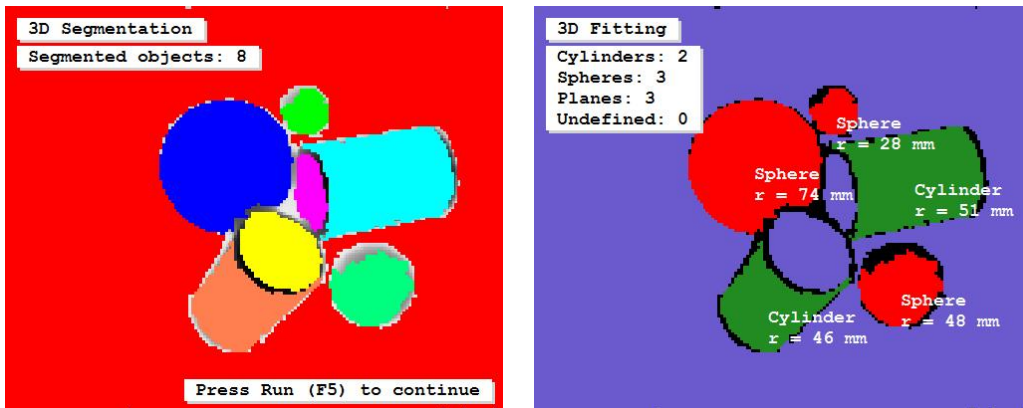 3D Segmentation
Segmented objects: 8
Press Run (F5) to continue
3D Fitting
Cylinders: 2
Spheres: 3
Planes: 3
Undefined: 0
Sphere
r = 28 mm
Sphere
r = 74 mm
Cylinder
r = 51 mm
Sphere
r = 48 mm
Cylinder
r = 46 mm